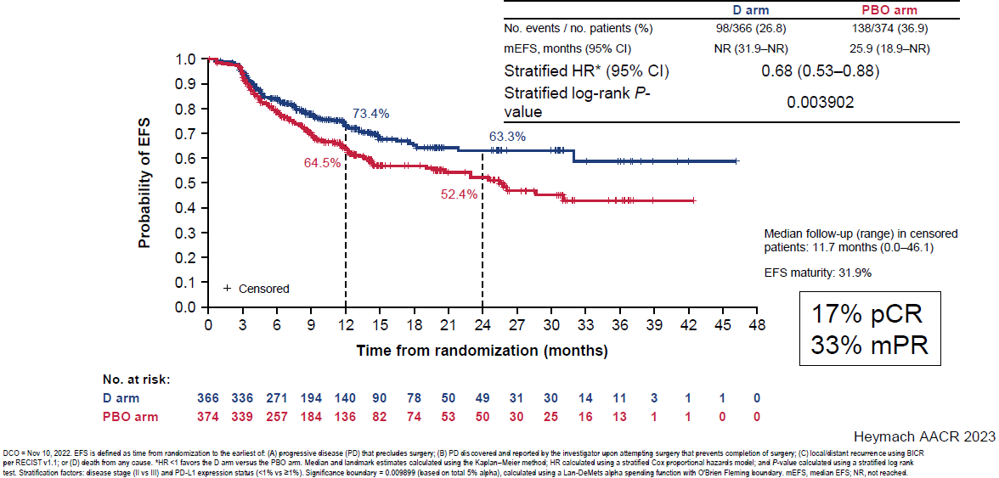 D arm PBO arm
No. events / no. patients (%) 98/366 (26.8) 138/374 (36.9)
mEFS, months (95% CI) NR (31.9–NR) 25.9 (18.9–NR)
Stratified HR* (95% CI) 0.68 (0.53–0.88)
Stratified log-rank P-
value 0.003902
Probability of EFS
1.0
0.9
0.8
0.7
0.6
0.5
0.4
0.3
0.2
0.1
0.0
73.4%
64.5%
63.3%
52.4%
+ Censored
0 3 6 9 12 15 18 21 24 27 30 33 36 39 42 45 48
Time from randomization (months)
Median follow-up (range) in censored
patients: 11.7 months (0.0–46.1)
EFS maturity: 31.9%
17% pCR
33% mPR
No. at risk:
D arm 366 336 271 194 140 90 78 50 49 31 30 14 11 3 1 1 0
PBO arm 374 339 257 184 136 82 74 53 50 30 25 16 13 1 1 0 0
Heymach AACR 2023
DCO = Nov 10, 2022. EFS is defined as time from randomization to the earliest of: (A) progressive disease (PD) that precludes surgery; (B) PD discovered and reported by the investigator upon attempting surgery that prevents completion of surgery; (C) local/distant recurrence using BICR
per RECIST v1.1; or (D) death from any cause. *HR <1 favors the D arm versus the PBO arm. Median and landmark estimates calculated using the Kaplan–Meier method; HR calculated using a stratified Cox proportional hazards model; and P-value calculated using a stratified log rank
test. Stratification factors: disease stage (II vs III) and PD-L1 expression status (<1% vs ≥1%). Significance boundary = 0.009899 (based on total 5% alpha), calculated using a Lan-DeMets alpha spending function with O'Brien Fleming boundary. mEFS, median EFS; NR, not reached.